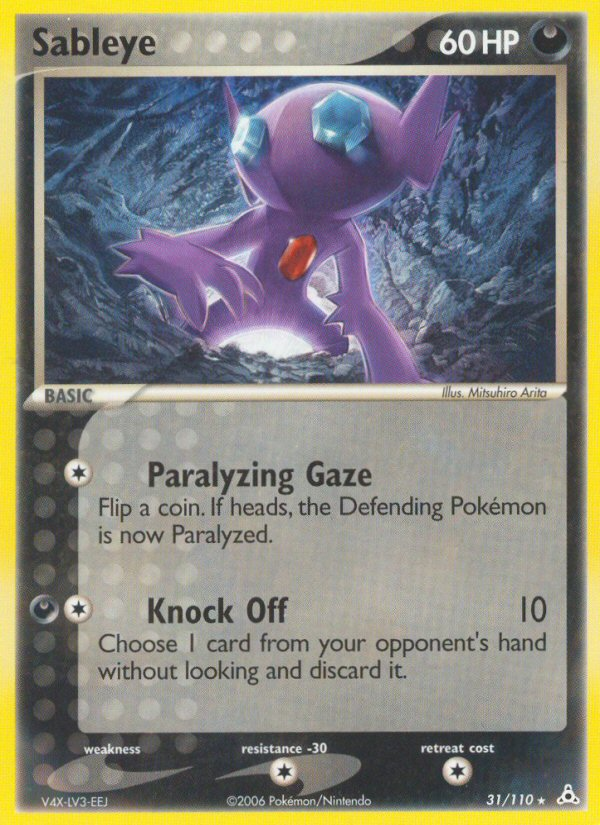 Sableye 60 HP
BASIC Illus. Mitsuhiro Arita
Paralyzing Gaze
Flip a coin. If heads, the Defending Pokémon
is now Paralyzed.
Knock Off 10
Choose 1 card from your opponent's hand
without looking and discard it.
weakness resistance -30 retreat cost
V4X-LV3-EEJ ©2006 Pokémon/Nintendo 31/110 ★